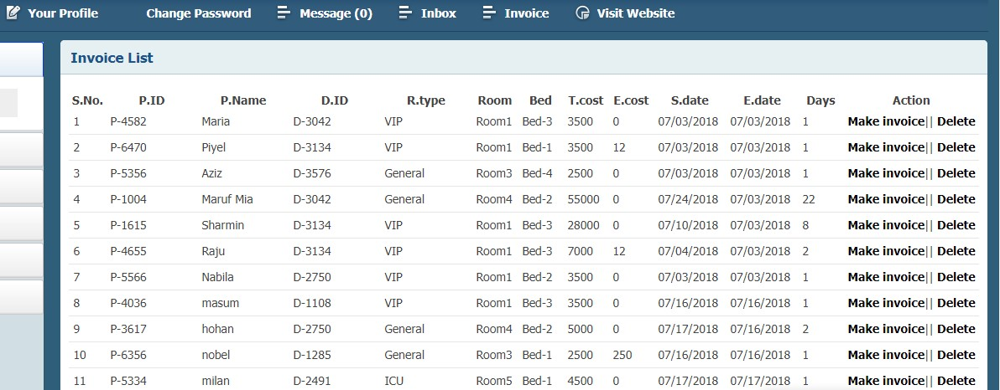 Your Profile Change Password Message (0) Inbox Invoice Visit Website
Invoice List
S.No. P.ID P.Name D.ID R.type Room Bed T.cost E.cost S.date E.date Days Action
1 P-4582 Maria D-3042 VIP Room1 Bed-3 3500 0 07/03/2018 07/03/2018 1 Make invoice|| Delete
2 P-6470 Piyel D-3134 VIP Room1 Bed-1 3500 12 07/03/2018 07/03/2018 1 Make invoice|| Delete
3 P-5356 Aziz D-3576 General Room3 Bed-4 2500 0 07/03/2018 07/03/2018 1 Make invoice|| Delete
4 P-1004 Maruf Mia D-3042 General Room4 Bed-2 55000 0 07/24/2018 07/03/2018 22 Make invoice|| Delete
5 P-1615 Sharmin D-3134 VIP Room1 Bed-3 28000 0 07/10/2018 07/03/2018 8 Make invoice|| Delete
6 P-4655 Raju D-3134 VIP Room1 Bed-3 7000 12 07/04/2018 07/03/2018 2 Make invoice|| Delete
7 P-5566 Nabila D-2750 VIP Room1 Bed-2 3500 0 07/03/2018 07/03/2018 1 Make invoice|| Delete
8 P-4036 masum D-1108 VIP Room1 Bed-3 3500 0 07/16/2018 07/16/2018 1 Make invoice|| Delete
9 P-3617 hohan D-2750 General Room4 Bed-2 5000 0 07/17/2018 07/16/2018 2 Make invoice|| Delete
10 P-6356 nobel D-1285 General Room3 Bed-1 2500 250 07/16/2018 07/16/2018 1 Make invoice|| Delete
11 P-5334 milan D-2491 ICU Room5 Bed-1 4500 0 07/17/2018 07/17/2018 1 Make invoice|| Delete